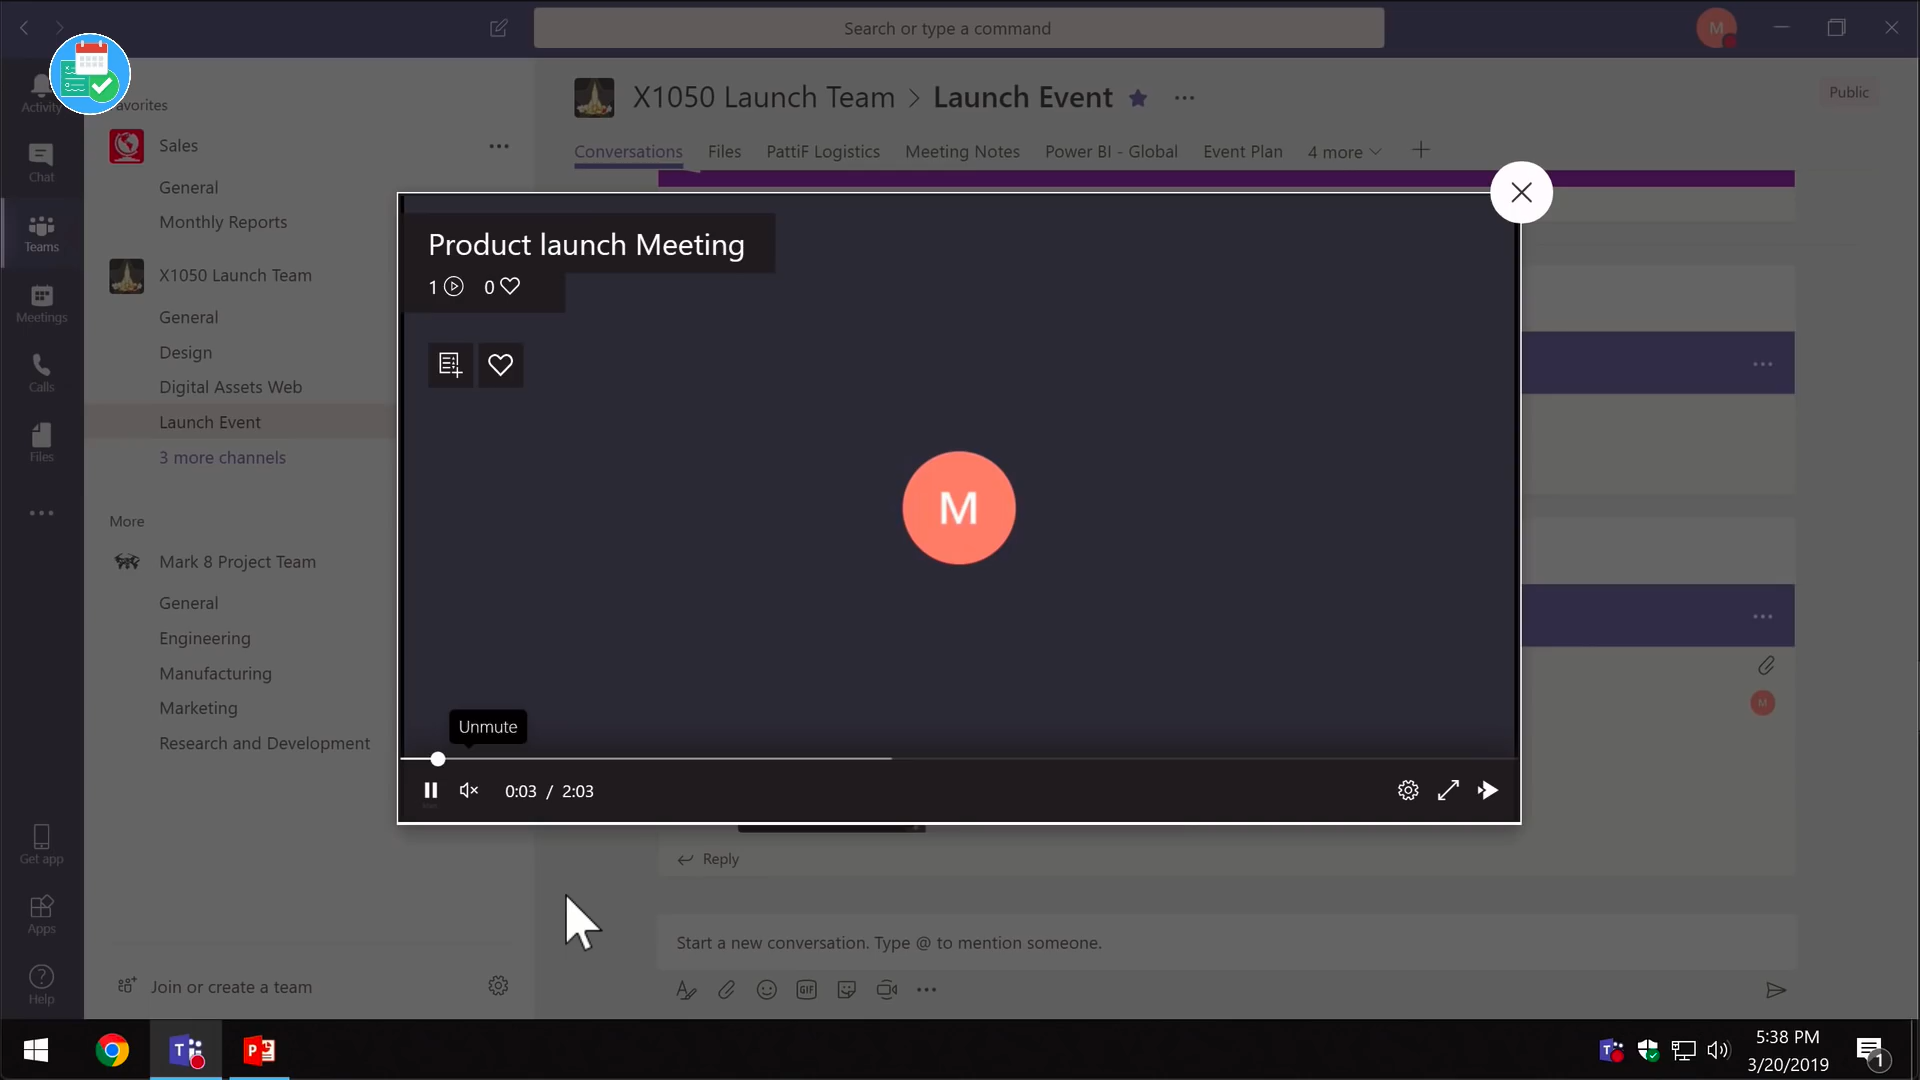 Search or type a command
M
Activity
Chat
Teams
Meetings
Calls
Files
Get app
Apps
Help
Sales
General
Monthly Reports
X1050 Launch Team
General
Design
Digital Assets Web
Launch Event
3 more channels
More
Mark 8 Project Team
General
Engineering
Manufacturing
Marketing
Research and Development
Join or create a team
X1050 Launch Team > Launch Event
Public
Conversations Files PattiF Logistics Meeting Notes Power BI - Global Event Plan 4 more
Product launch Meeting
1 0
M
Unmute
0:03 / 2:03
M
Reply
Start a new conversation. Type @ to mention someone.
GIF
5:38 PM
3/20/2019
1